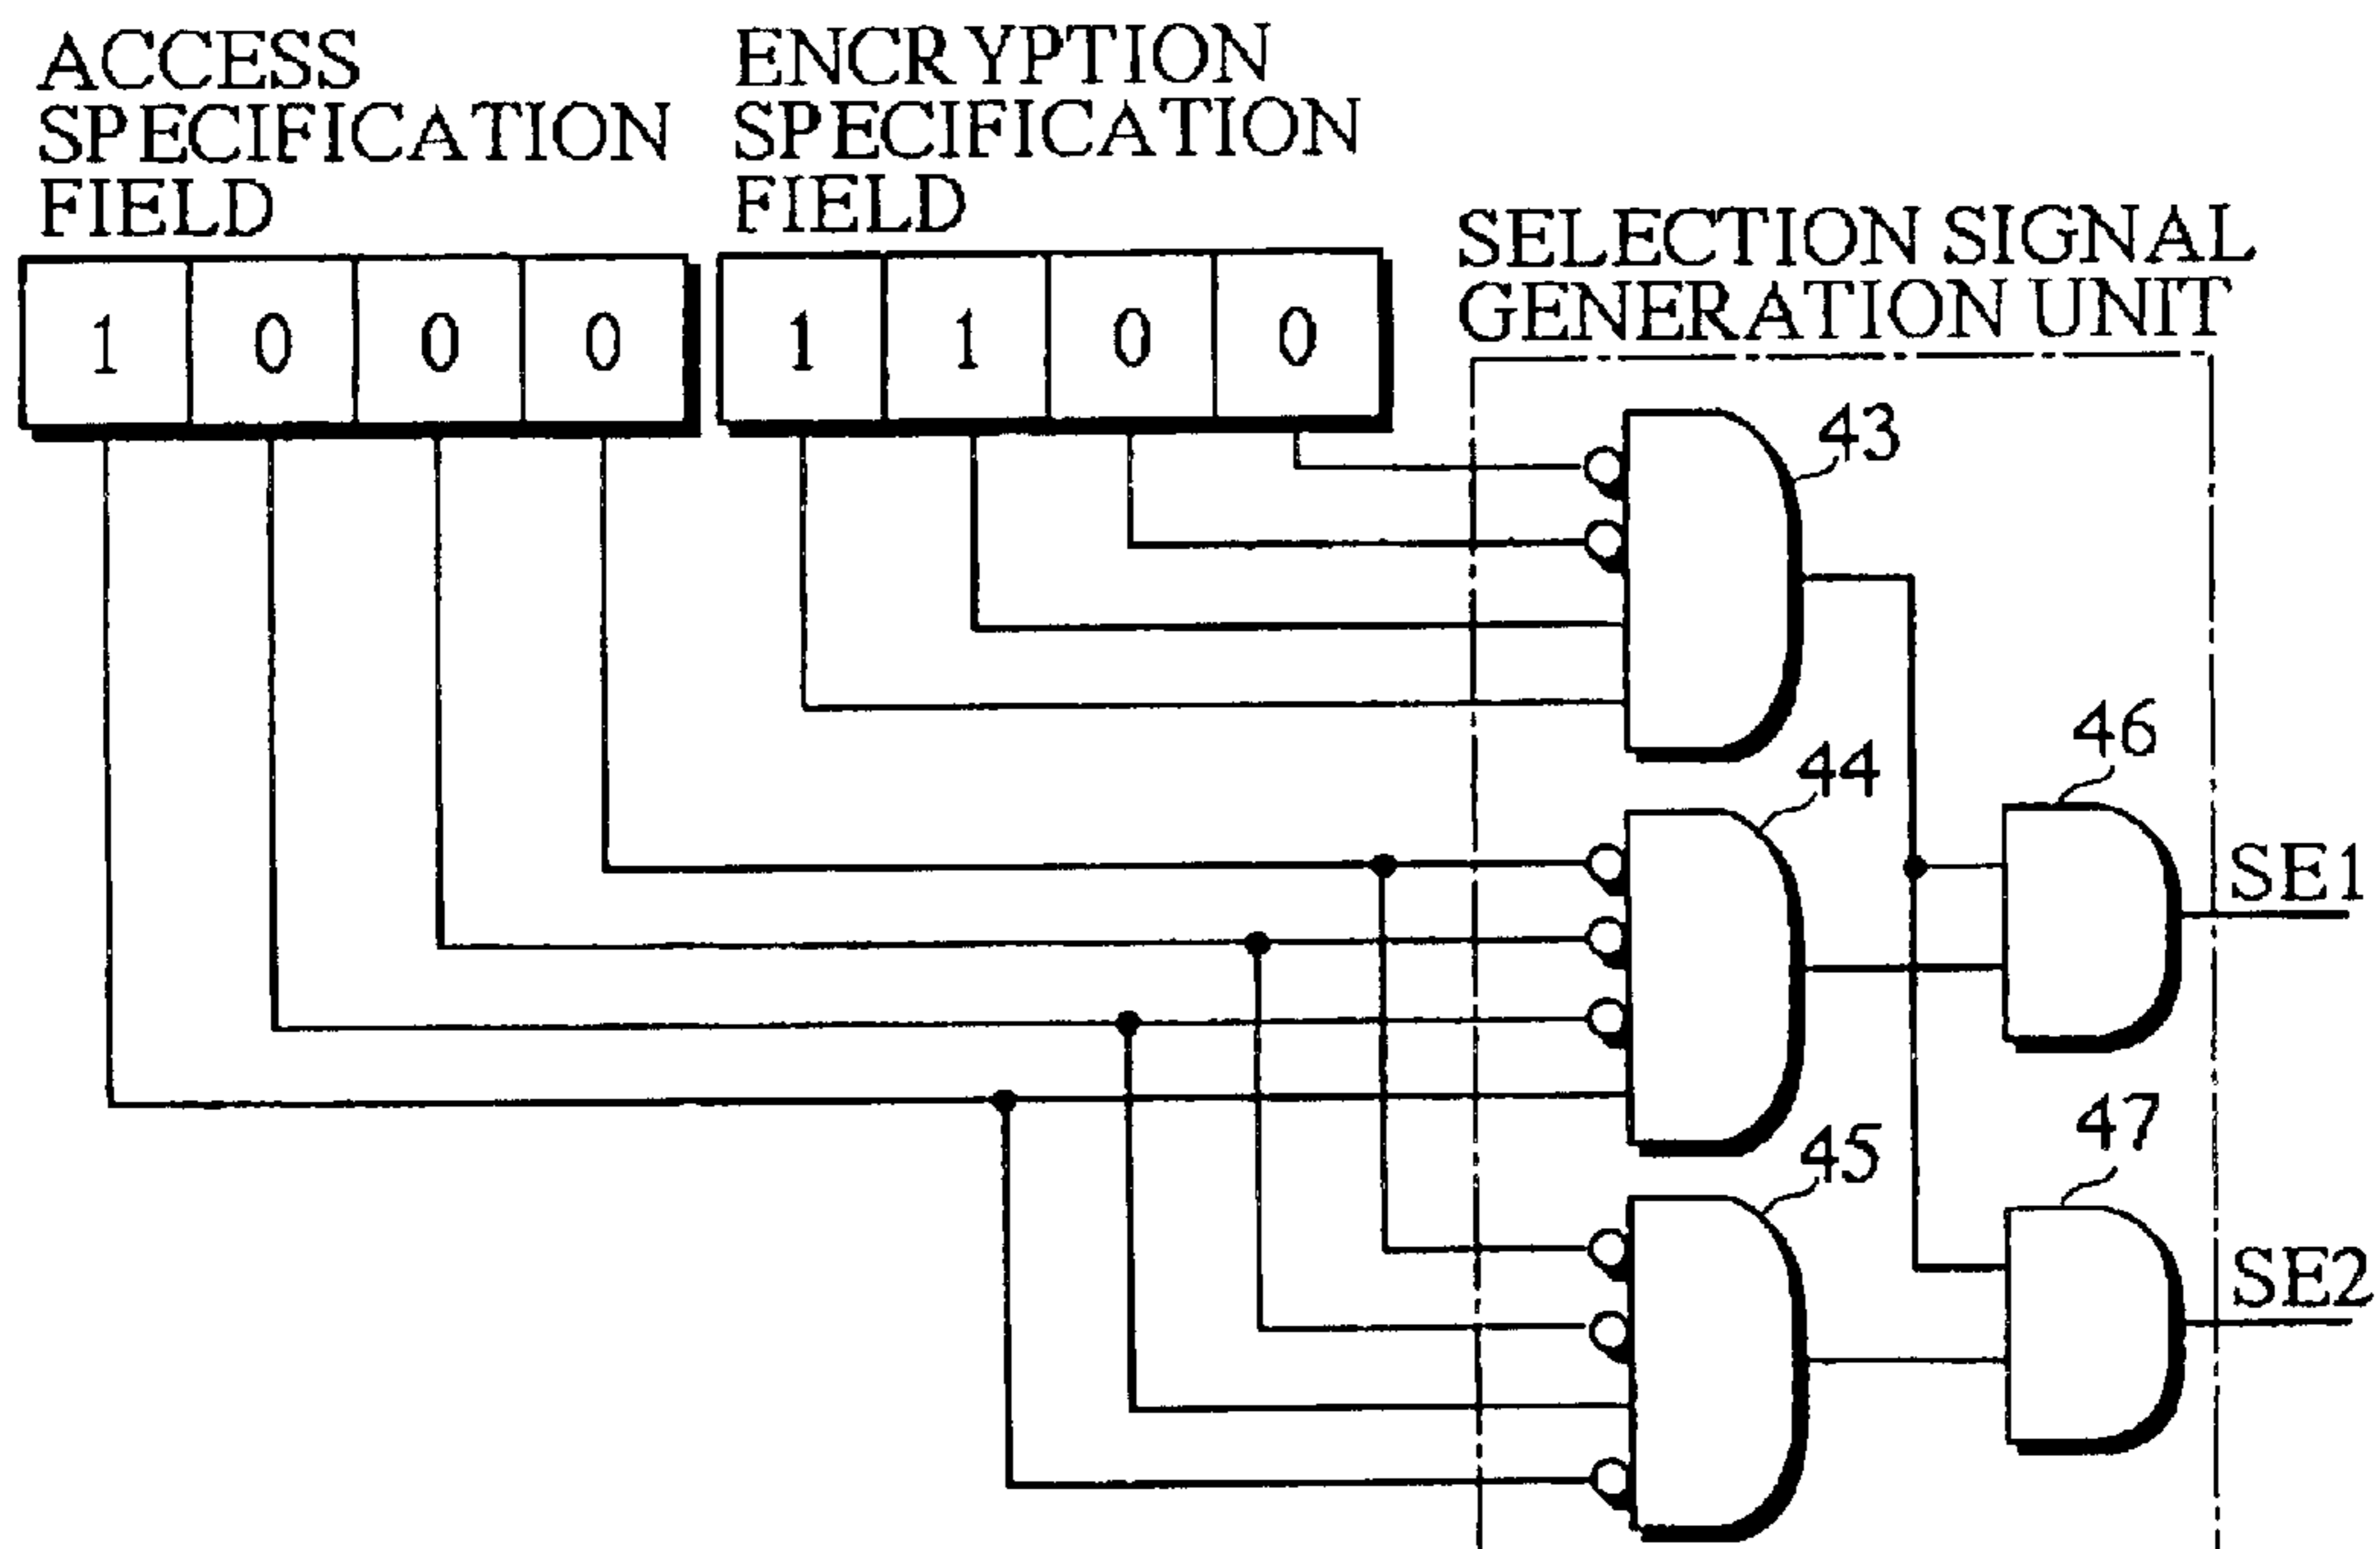 ACCESS
SPECIFICATION
FIELD
ENCRYPTION
SPECIFICATION
FIELD
SELECTION SIGNAL
GENERATION UNIT
1 0 0 0 1 1 0 0
43
44
45
46
47
SE1
SE2